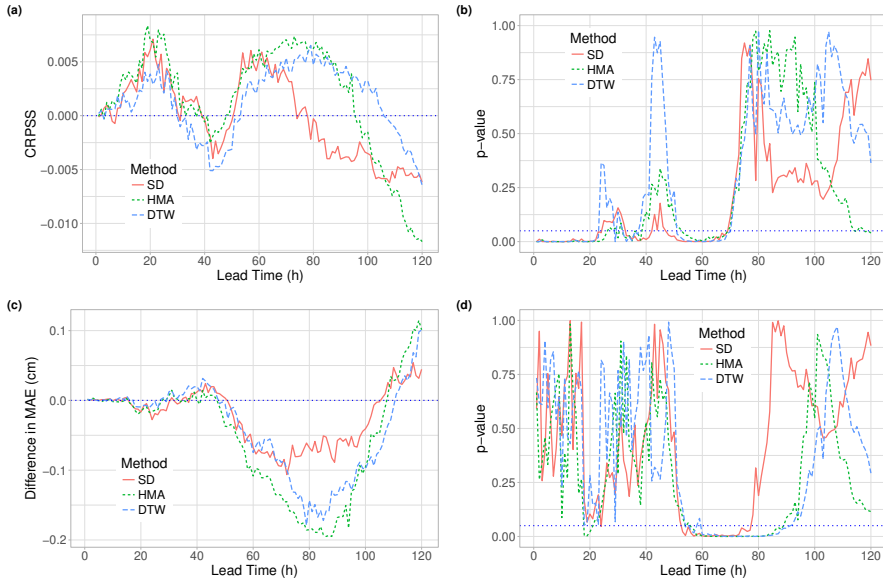 (a)
CRPSS
0.005
0.000
−0.005
−0.010
Method
SD
HMA
DTW
0 20 40 60 80 100 120
Lead Time (h)
(b)
p−value
1.00
0.75
0.50
0.25
0.00
Method
SD
HMA
DTW
0 20 40 60 80 100 120
Lead Time (h)
(c)
Difference in MAE (cm)
0.1
0.0
−0.1
−0.2
Method
SD
HMA
DTW
0 20 40 60 80 100 120
Lead Time (h)
(d)
p−value
1.00
0.75
0.50
0.25
0.00
Method
SD
HMA
DTW
0 20 40 60 80 100 120
Lead Time (h)